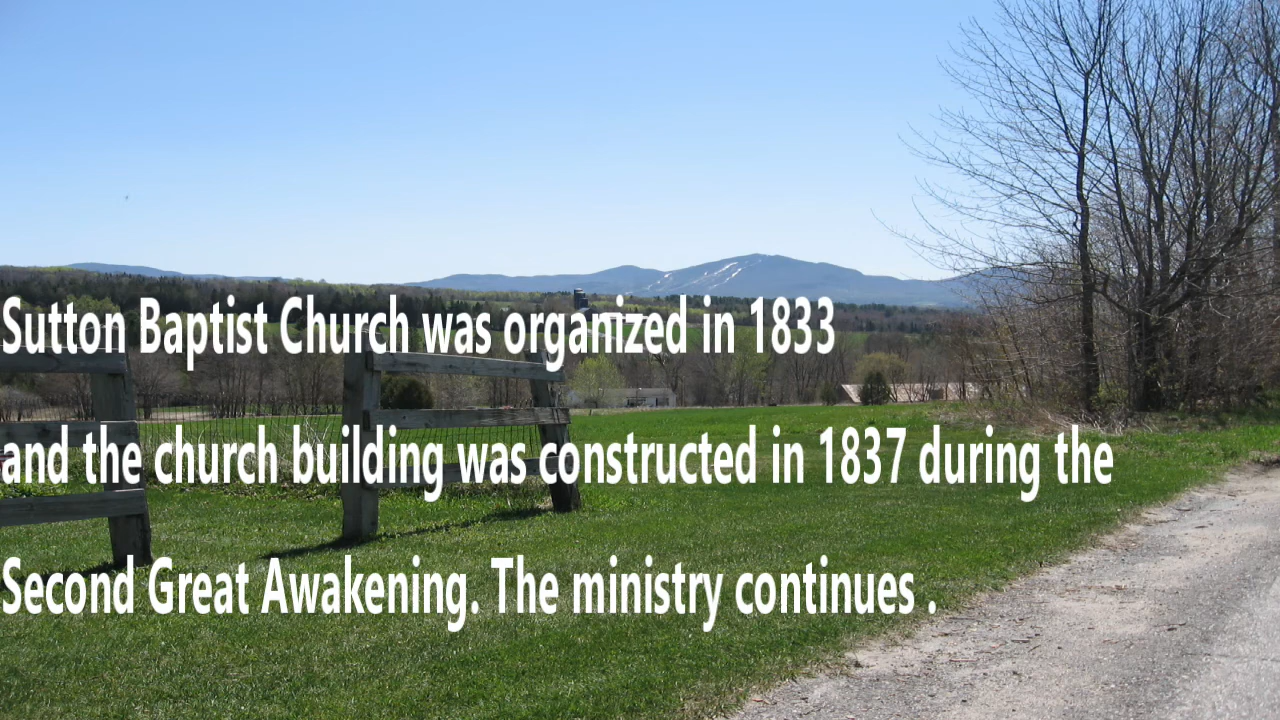 Sutton Baptist Church was organized in 1833
and the church building was constructed in 1837 during the
Second Great Awakening. The ministry continues .